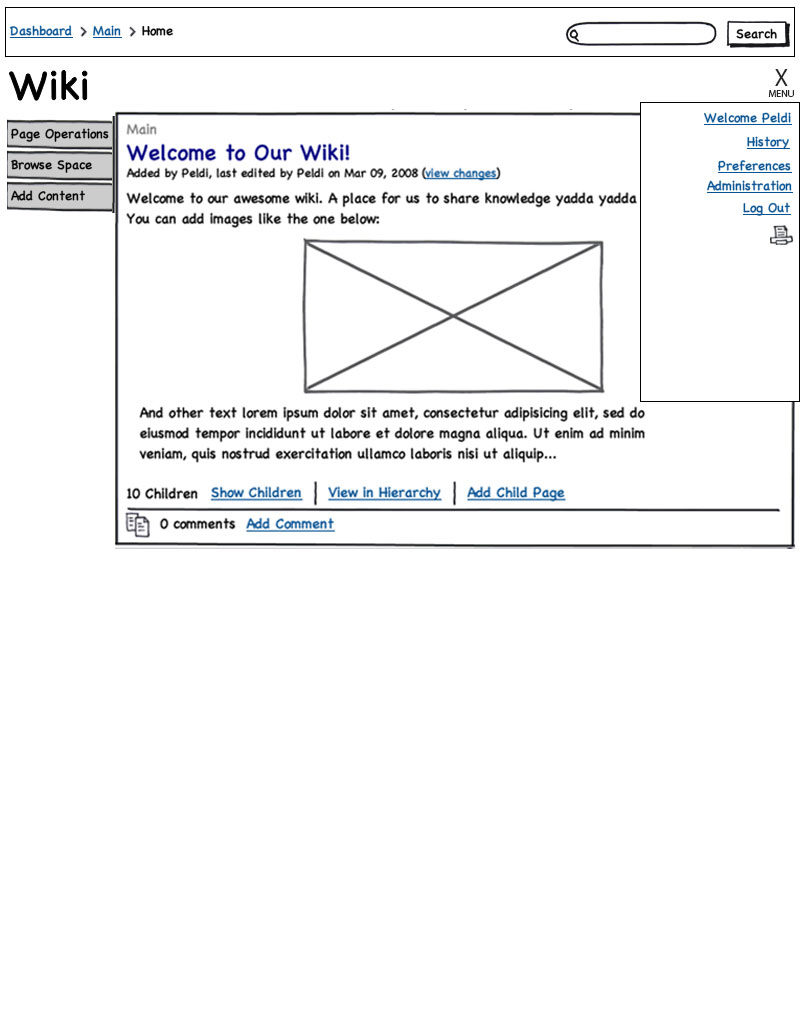 Dashboard > Main > Home
Search
Wiki
X
MENU
Page Operations
Browse Space
Add Content
Main
Welcome to Our Wiki!
Added by Peldi, last edited by Peldi on Mar 09, 2008 (view changes)
Welcome to our awesome wiki. A place for us to share knowledge yadda yadda
You can add images like the one below:
And other text lorem ipsum dolor sit amet, consectetur adipisicing elit, sed do
eiusmod tempor incididunt ut labore et dolore magna aliqua. Ut enim ad minim
veniam, quis nostrud exercitation ullamco laboris nisi ut aliquip...
10 Children Show Children | View in Hierarchy | Add Child Page
0 comments Add Comment
Welcome Peldi
History
Preferences
Administration
Log Out